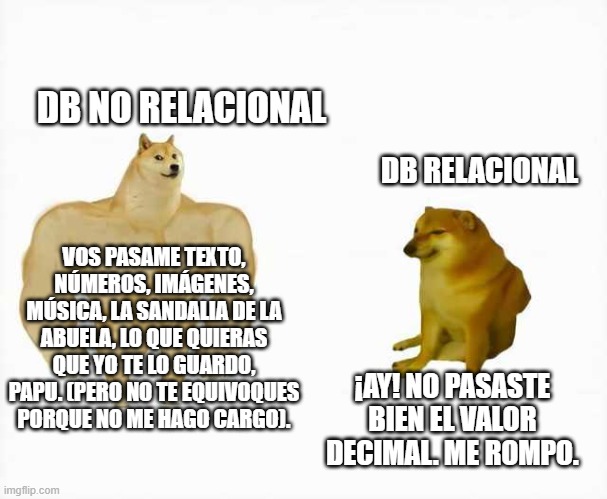 DB NO RELACIONAL
DB RELACIONAL
VOS PASAME TEXTO,
NÚMEROS, IMÁGENES,
MÚSICA, LA SANDALIA DE LA
ABUELA, LO QUE QUIERAS
QUE YO TE LO GUARDO,
PAPU. (PERO NO TE EQUIVOQUES
PORQUE NO ME HAGO CARGO).
¡AY! NO PASASTE
BIEN EL VALOR
DECIMAL. ME ROMPO.
imgflip.com